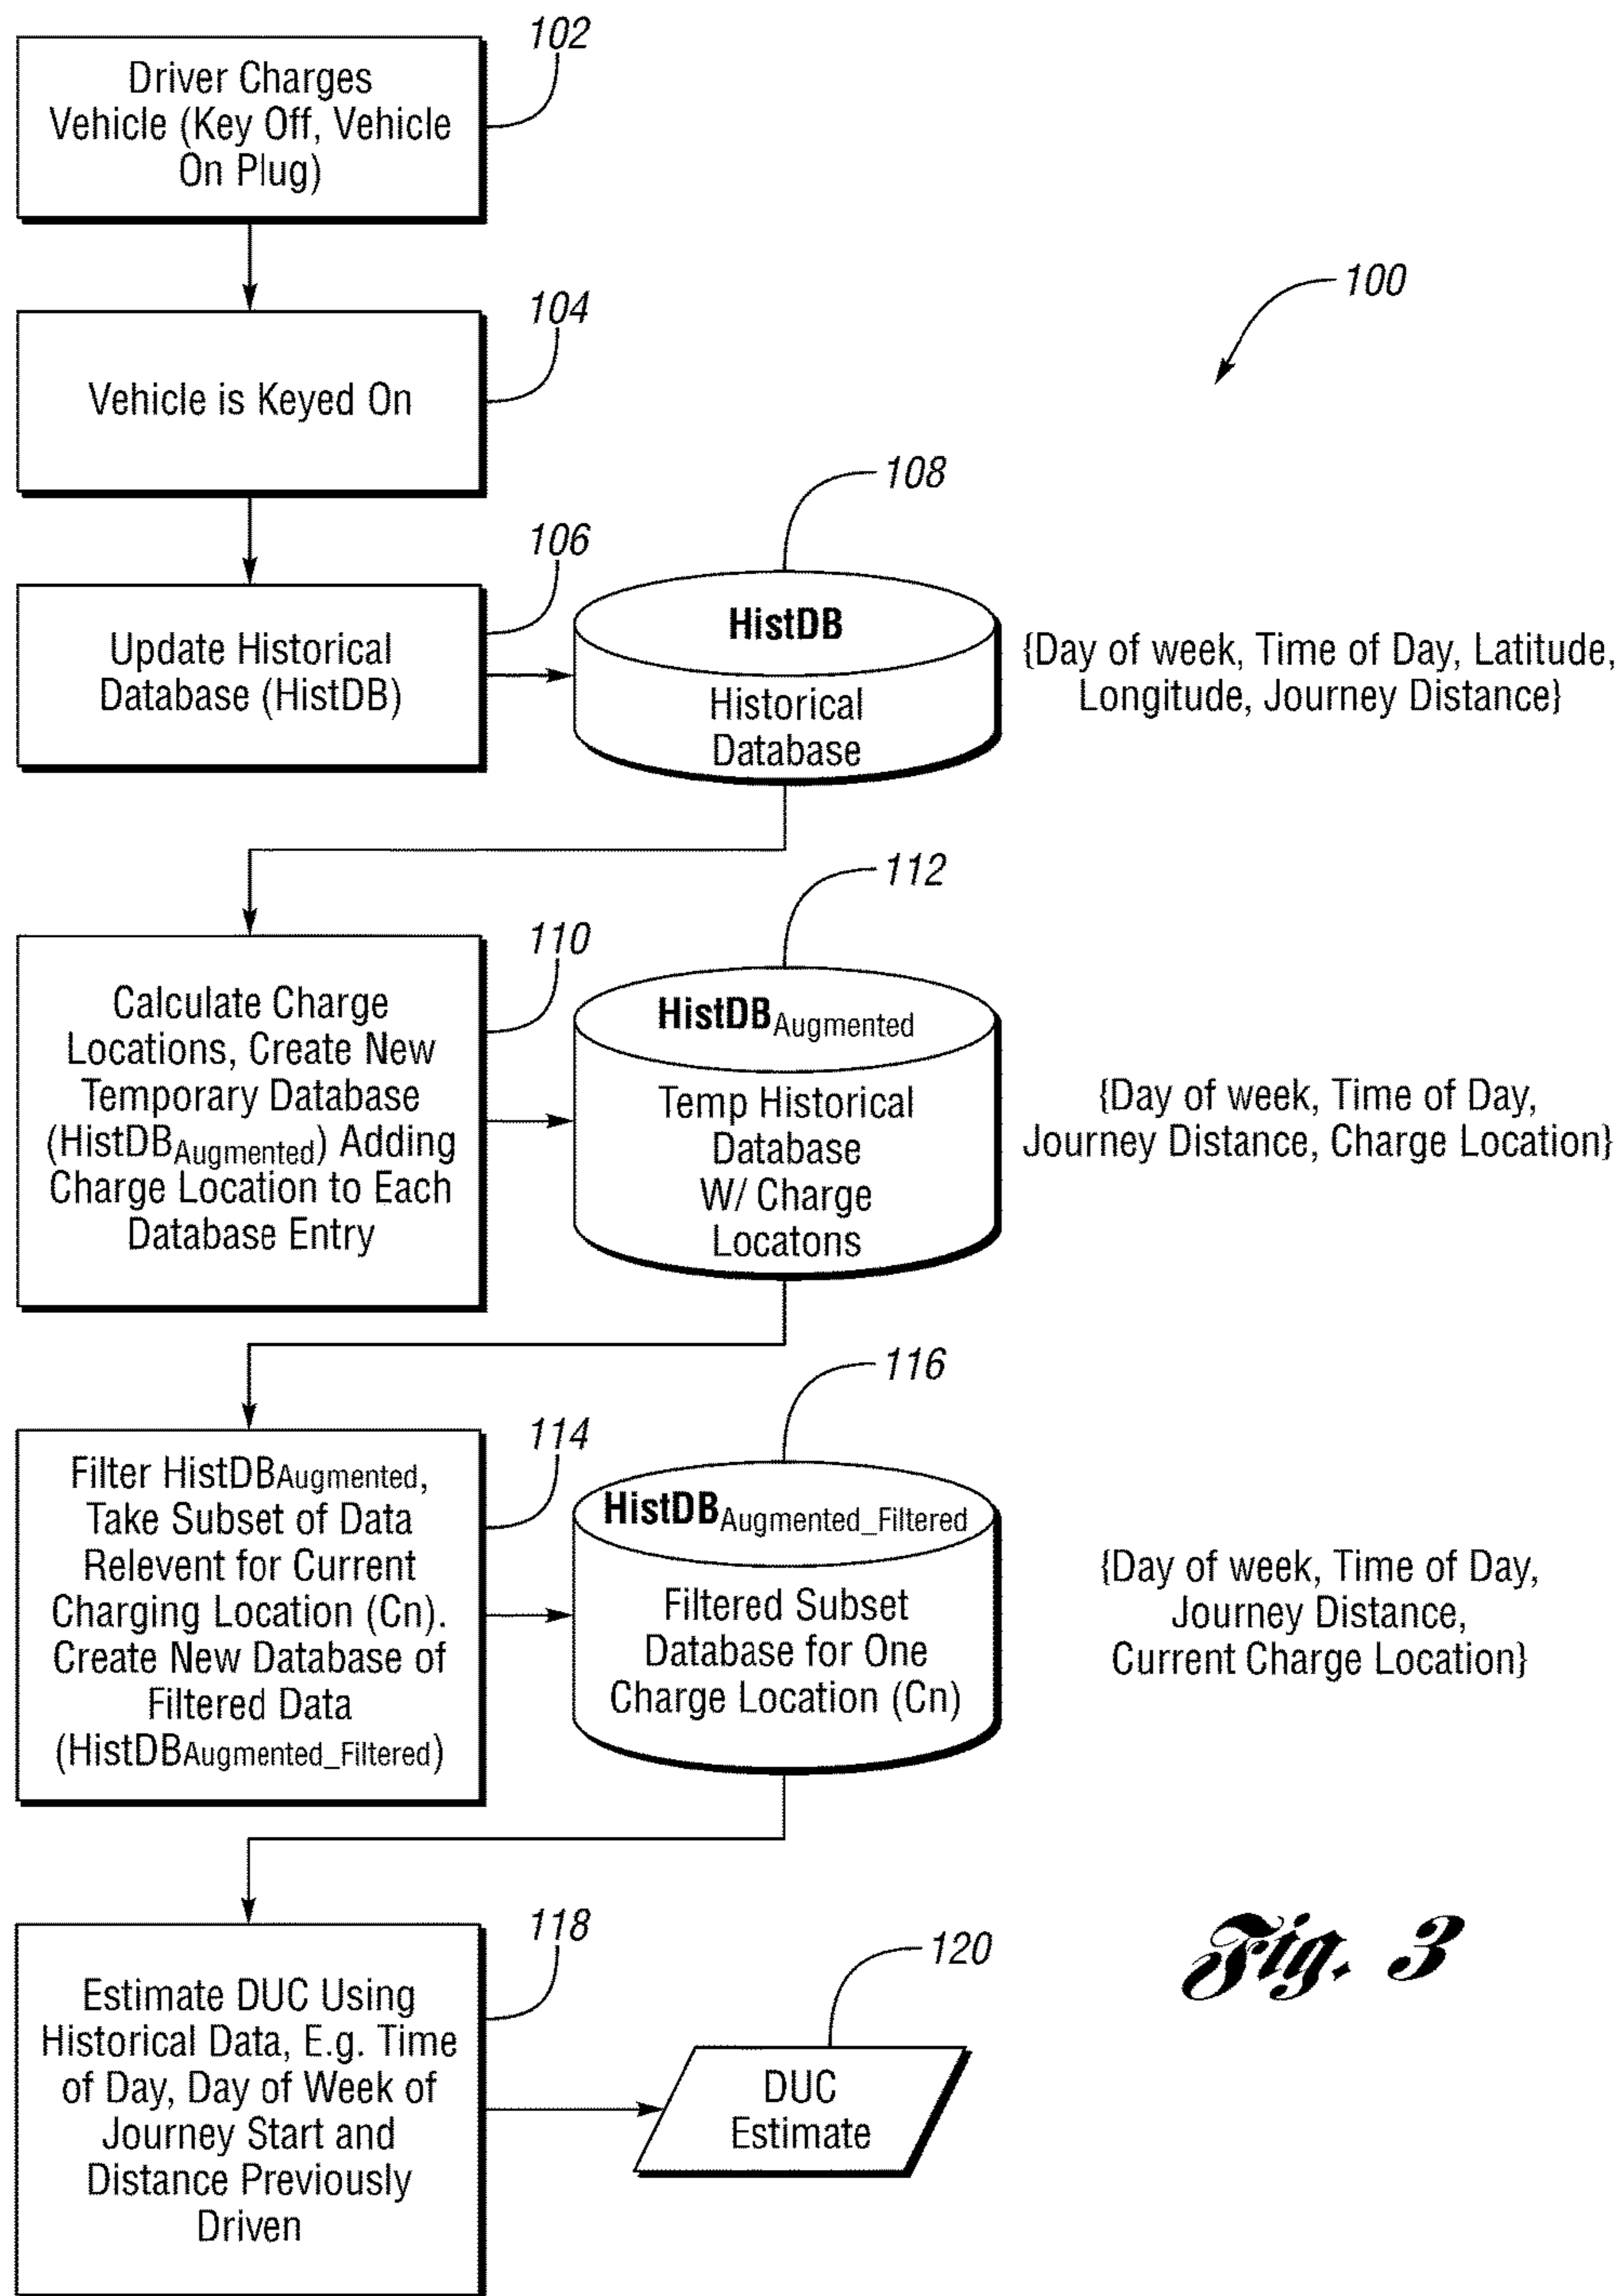 102
Driver Charges
Vehicle (Key Off, Vehicle
On Plug)
100
104
Vehicle is Keyed On
108
106
Update Historical
Database (HistDB)
HistDB
Historical
Database
{Day of week, Time of Day, Latitude,
Longitude, Journey Distance}
112
110
Calculate Charge
Locations, Create New
Temporary Database
(HistDBAugmented) Adding
Charge Location to Each
Database Entry
HistDBAugmented
Temp Historical
Database
W/ Charge
Locatons
{Day of week, Time of Day,
Journey Distance, Charge Location}
116
114
Filter HistDBAugmented,
Take Subset of Data
Relevent for Current
Charging Location (Cn).
Create New Database of
Filtered Data
(HistDBAugmented_Filtered)
HistDBAugmented_Filtered
Filtered Subset
Database for One
Charge Location (Cn)
{Day of week, Time of Day,
Journey Distance,
Current Charge Location}
118
Estimate DUC Using
Historical Data, E.g. Time
of Day, Day of Week of
Journey Start and
Distance Previously
Driven
120
DUC
Estimate
Fig. 3